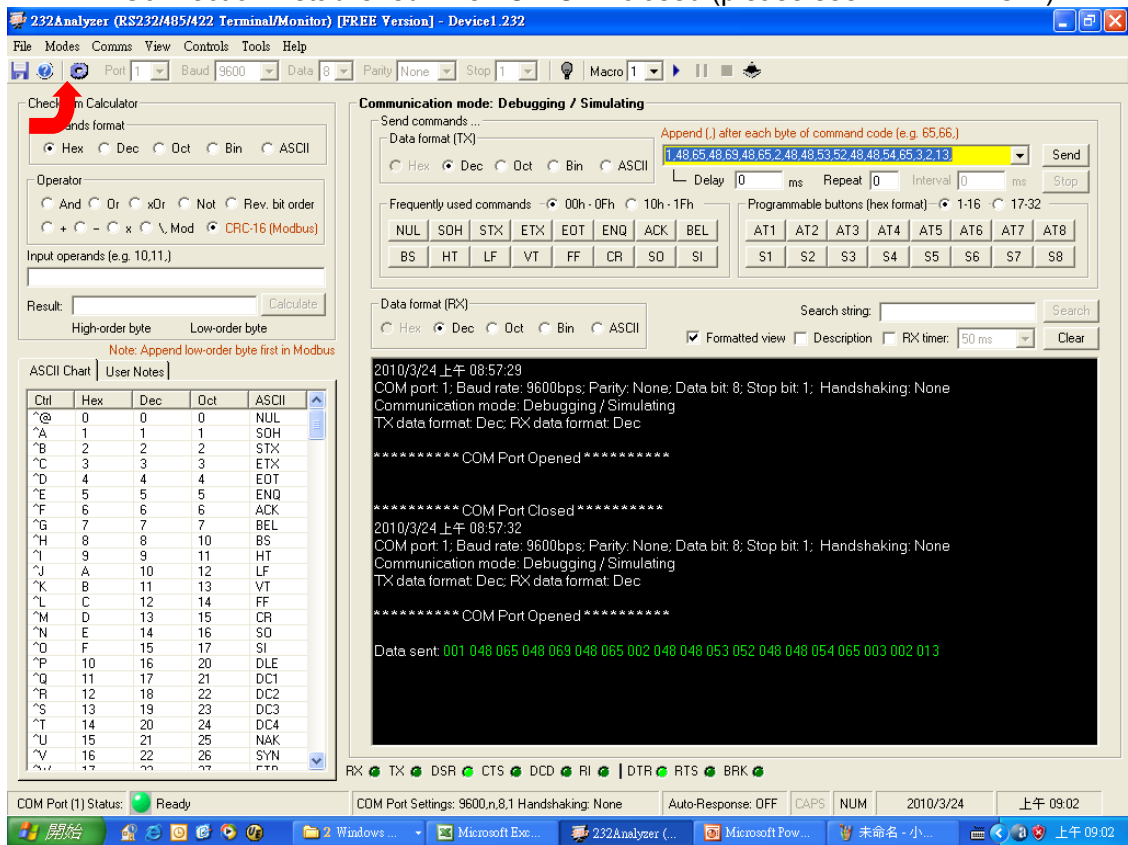 232Analyzer (RS232/485/422 Terminal/Monitor) [FREE Version] - Device1.232
File Modes Comms View Controls Tools Help
Port 1 Baud 9600 Data 8 Parity None Stop 1 Macro 1
Calculator
format
Hex Dec Oct Bin ASCII
Operator
And Or xOr Not Rev. bit order
+ - x \, Mod CRC-16 (Modbus)
Input operands (e.g. 10,11,)
Result: Calculate
High-order byte Low-order byte
Note: Append low-order byte first in Modbus
ASCII Chart User Notes
Ctrl Hex Dec Oct ASCII
^@ 0 0 0 NUL
^A 1 1 1 SOH
^B 2 2 2 STX
^C 3 3 3 ETX
^D 4 4 4 EOT
^E 5 5 5 ENQ
^F 6 6 6 ACK
^G 7 7 7 BEL
^H 8 8 10 BS
^I 9 9 11 HT
^J A 10 12 LF
^K B 11 13 VT
^L C 12 14 FF
^M D 13 15 CR
^N E 14 16 SO
^O F 15 17 SI
^P 10 16 20 DLE
^Q 11 17 21 DC1
^R 12 18 22 DC2
^S 13 19 23 DC3
^T 14 20 24 DC4
^U 15 21 25 NAK
^V 16 22 26 SYN
Communication mode: Debugging / Simulating
Send commands ...
Data format (TX)
Hex Dec Oct Bin ASCII
Append (,) after each byte of command code (e.g. 65,66,)
1,48,65,48,69,48,65,2,48,48,53,52,48,48,54,65,3,2,13, Send
Delay 0 ms Repeat 0 Interval 0 ms Stop
Frequently used commands 00h - 0Fh 10h - 1Fh
NUL SOH STX ETX EOT ENQ ACK BEL
BS HT LF VT FF CR SO SI
Programmable buttons (hex format) 1-16 17-32
AT1 AT2 AT3 AT4 AT5 AT6 AT7 AT8
S1 S2 S3 S4 S5 S6 S7 S8
Data format (RX)
Hex Dec Oct Bin ASCII
Search string: Search
Formatted view Description RX timer: 50 ms Clear
2010/3/24 上午 08:57:29
COM port: 1; Baud rate: 9600bps; Parity: None; Data bit: 8; Stop bit: 1; Handshaking: None
Communication mode: Debugging / Simulating
TX data format: Dec; RX data format: Dec
********** COM Port Opened **********
********** COM Port Closed **********
2010/3/24 上午 08:57:32
COM port: 1; Baud rate: 9600bps; Parity: None; Data bit: 8; Stop bit: 1; Handshaking: None
Communication mode: Debugging / Simulating
TX data format: Dec; RX data format: Dec
********** COM Port Opened **********
Data sent: 001 048 065 048 069 048 065 002 048 048 053 052 048 048 054 065 003 002 013
RX TX DSR CTS DCD RI DTR RTS BRK
COM Port (1) Status: Ready COM Port Settings: 9600,n,8,1 Handshaking: None Auto-Response: OFF CAPS NUM 2010/3/24 上午 09:02
開始 2 Windows ... Microsoft Exc... 232Analyzer (... Microsoft Pow... 未命名 - 小... 上午 09:02